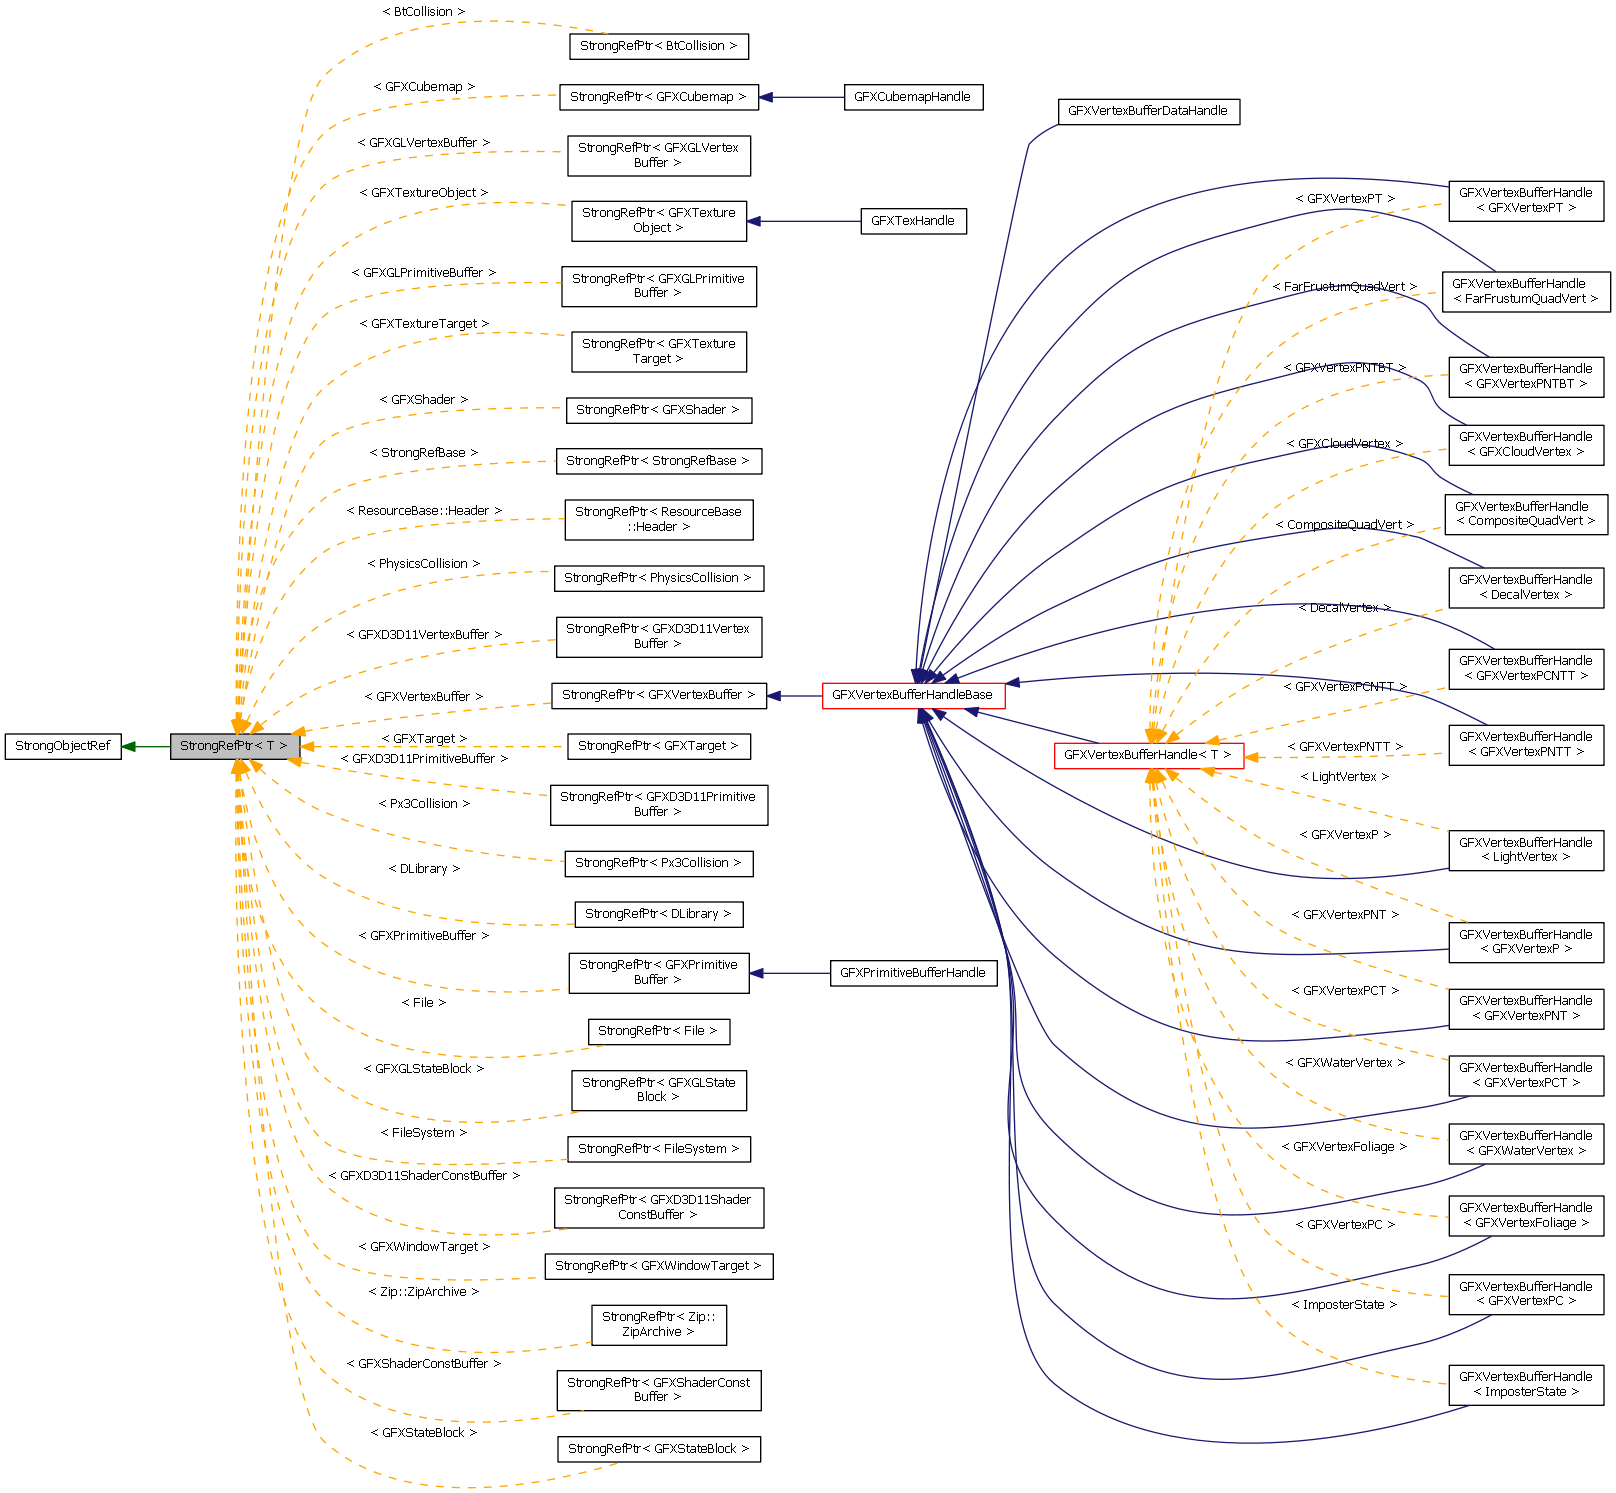 StrongObjectRef
StrongRefPtr< T >
< BtCollision >
< GFXCubemap >
< GFXGLVertexBuffer >
< GFXTextureObject >
< GFXGLPrimitiveBuffer >
< GFXTextureTarget >
< GFXShader >
< StrongRefBase >
< ResourceBase::Header >
< PhysicsCollision >
< GFXD3D11VertexBuffer >
< GFXVertexBuffer >
< GFXTarget >
< GFXD3D11PrimitiveBuffer >
< Px3Collision >
< DLibrary >
< GFXPrimitiveBuffer >
< File >
< GFXGLStateBlock >
< FileSystem >
< GFXD3D11ShaderConstBuffer >
< GFXWindowTarget >
< Zip::ZipArchive >
< GFXShaderConstBuffer >
< GFXStateBlock >
StrongRefPtr< BtCollision >
StrongRefPtr< GFXCubemap >
StrongRefPtr< GFXGLVertex
Buffer >
StrongRefPtr< GFXTexture
Object >
StrongRefPtr< GFXGLPrimitive
Buffer >
StrongRefPtr< GFXTexture
Target >
StrongRefPtr< GFXShader >
StrongRefPtr< StrongRefBase >
StrongRefPtr< ResourceBase
::Header >
StrongRefPtr< PhysicsCollision >
StrongRefPtr< GFXD3D11Vertex
Buffer >
StrongRefPtr< GFXVertexBuffer >
StrongRefPtr< GFXTarget >
StrongRefPtr< GFXD3D11Primitive
Buffer >
StrongRefPtr< Px3Collision >
StrongRefPtr< DLibrary >
StrongRefPtr< GFXPrimitive
Buffer >
StrongRefPtr< File >
StrongRefPtr< GFXGLState
Block >
StrongRefPtr< FileSystem >
StrongRefPtr< GFXD3D11Shader
ConstBuffer >
StrongRefPtr< GFXWindowTarget >
StrongRefPtr< Zip::
ZipArchive >
StrongRefPtr< GFXShaderConst
Buffer >
StrongRefPtr< GFXStateBlock >
GFXCubemapHandle
GFXTexHandle
GFXVertexBufferHandleBase
GFXPrimitiveBufferHandle
GFXVertexBufferDataHandle
GFXVertexBufferHandle< T >
< GFXVertexPT >
< FarFrustumQuadVert >
< GFXVertexPNTBT >
< GFXCloudVertex >
< CompositeQuadVert >
< DecalVertex >
< GFXVertexPCNTT >
< GFXVertexPNTT >
< LightVertex >
< GFXVertexP >
< GFXVertexPNT >
< GFXVertexPCT >
< GFXWaterVertex >
< GFXVertexFoliage >
< GFXVertexPC >
< ImposterState >
GFXVertexBufferHandle
< GFXVertexPT >
GFXVertexBufferHandle
< FarFrustumQuadVert >
GFXVertexBufferHandle
< GFXVertexPNTBT >
GFXVertexBufferHandle
< GFXCloudVertex >
GFXVertexBufferHandle
< CompositeQuadVert >
GFXVertexBufferHandle
< DecalVertex >
GFXVertexBufferHandle
< GFXVertexPCNTT >
GFXVertexBufferHandle
< GFXVertexPNTT >
GFXVertexBufferHandle
< LightVertex >
GFXVertexBufferHandle
< GFXVertexP >
GFXVertexBufferHandle
< GFXVertexPNT >
GFXVertexBufferHandle
< GFXVertexPCT >
GFXVertexBufferHandle
< GFXWaterVertex >
GFXVertexBufferHandle
< GFXVertexFoliage >
GFXVertexBufferHandle
< GFXVertexPC >
GFXVertexBufferHandle
< ImposterState >